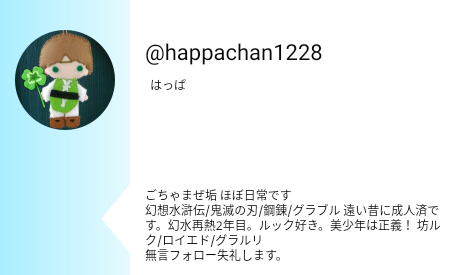 @happachan1228
はっぱ
ごちゃまぜ垢 ほぼ日常です
幻想水滸伝/鬼滅の刃/鋼錬/グラブル 遠い昔に成人済で
す。幻水再熱2年目。ルック好き。美少年は正義！ 坊ル
ク/ロイエド/グラルリ
無言フォロー失礼します。